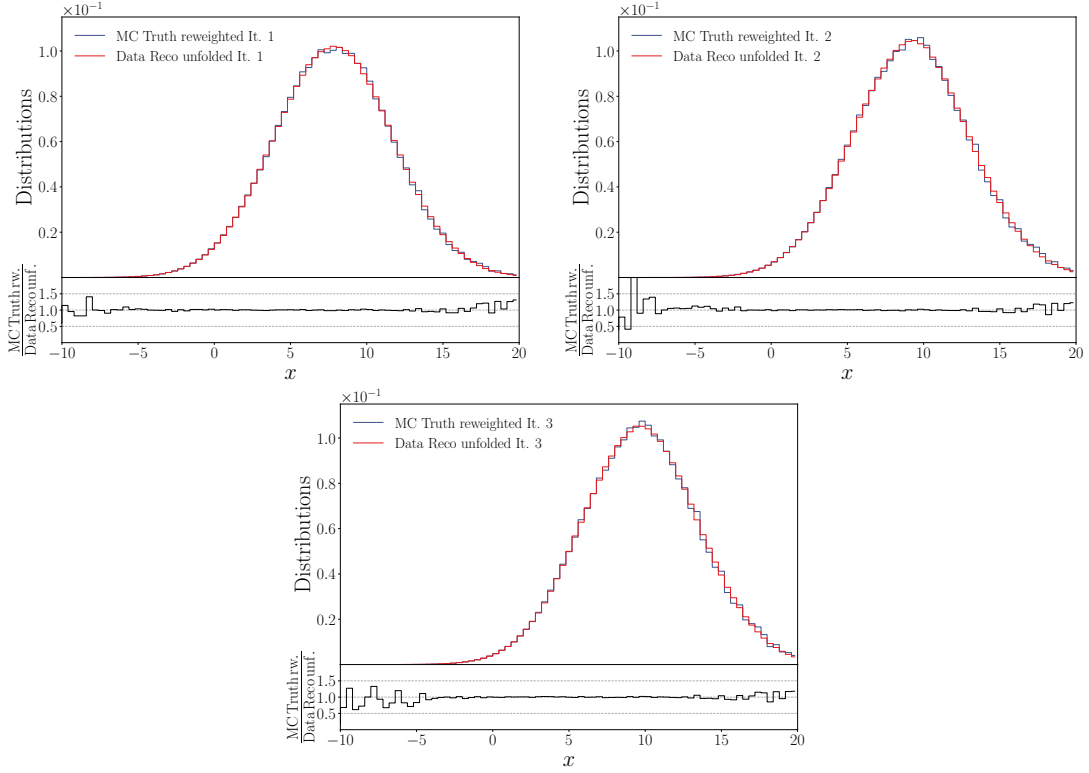 ×10⁻¹
MC Truth reweighted It. 1
Data Reco unfolded It. 1
Distributions
1.0
0.8
0.6
0.4
0.2
MC Truth rw.
Data Reco unf.
1.5
1.0
0.5
−10 −5 0 5 10 15 20
x
×10⁻¹
MC Truth reweighted It. 2
Data Reco unfolded It. 2
Distributions
1.0
0.8
0.6
0.4
0.2
MC Truth rw.
Data Reco unf.
1.5
1.0
0.5
−10 −5 0 5 10 15 20
x
×10⁻¹
MC Truth reweighted It. 3
Data Reco unfolded It. 3
Distributions
1.0
0.8
0.6
0.4
0.2
MC Truth rw.
Data Reco unf.
1.5
1.0
0.5
−10 −5 0 5 10 15 20
x